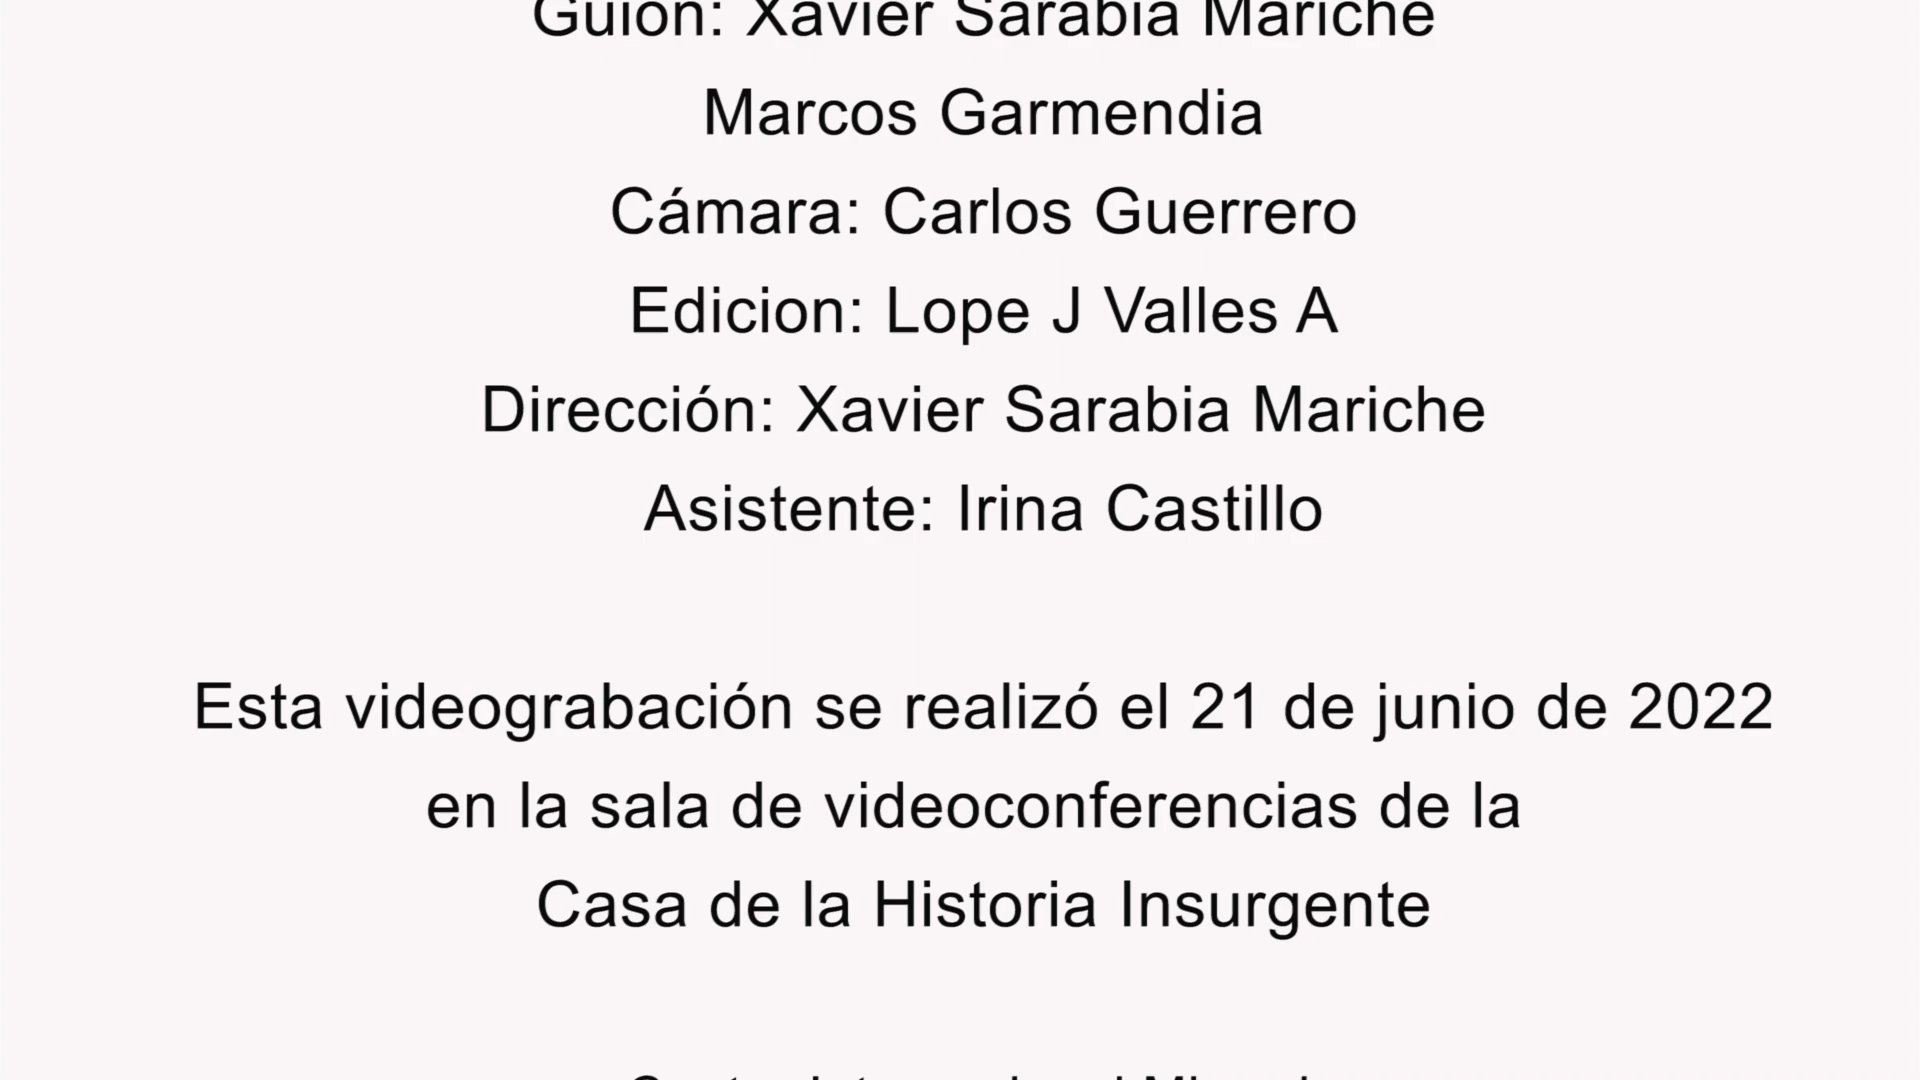 Guion: Xavier Sarabia Mariche
Marcos Garmendia
Cámara: Carlos Guerrero
Edicion: Lope J Valles A
Dirección: Xavier Sarabia Mariche
Asistente: Irina Castillo
Esta videograbación se realizó el 21 de junio de 2022
en la sala de videoconferencias de la
Casa de la Historia Insurgente